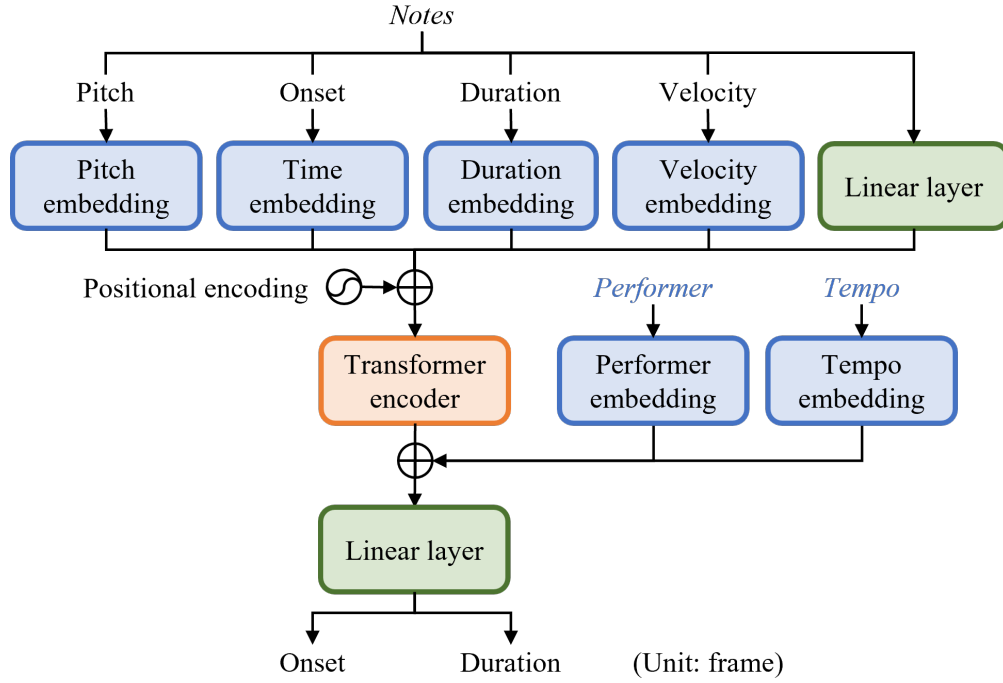 Notes
Pitch
Onset
Duration
Velocity
Pitch
embedding
Time
embedding
Duration
embedding
Velocity
embedding
Linear layer
Positional encoding
Performer
Tempo
Transformer
encoder
Performer
embedding
Tempo
embedding
Linear layer
Onset
Duration
(Unit: frame)